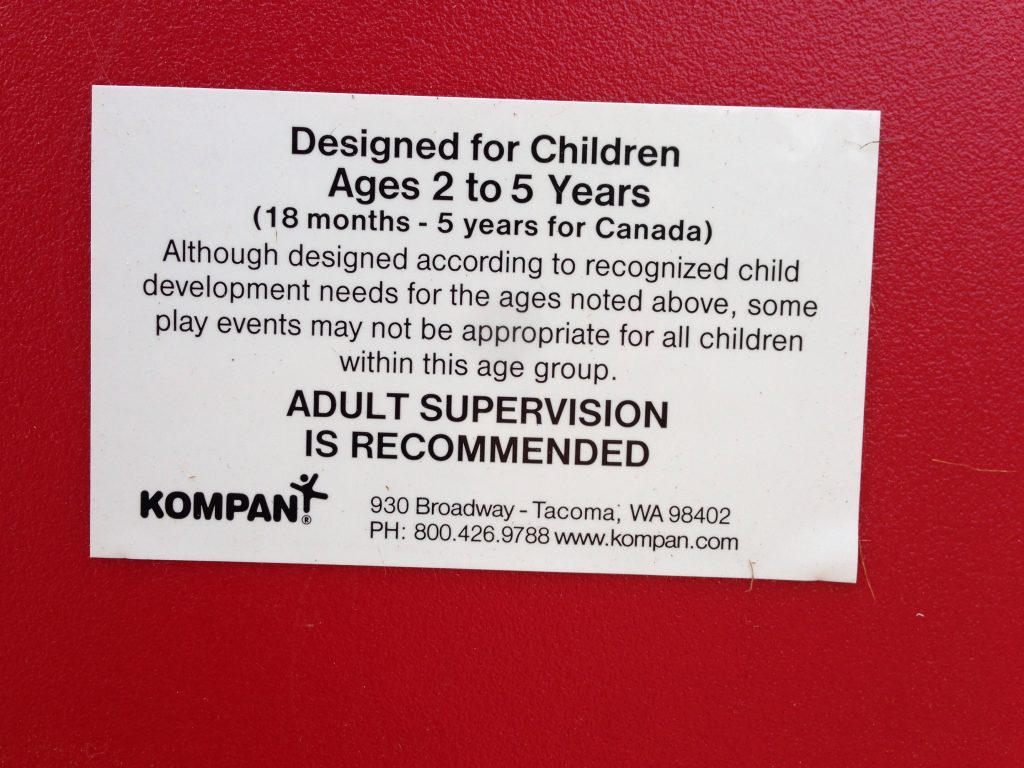 Designed for Children
Ages 2 to 5 Years
(18 months - 5 years for Canada)
Although designed according to recognized child
development needs for the ages noted above, some
play events may not be appropriate for all children
within this age group.
ADULT SUPERVISION
IS RECOMMENDED
KOMPAN®
930 Broadway - Tacoma, WA 98402
PH: 800.426.9788 www.kompan.com